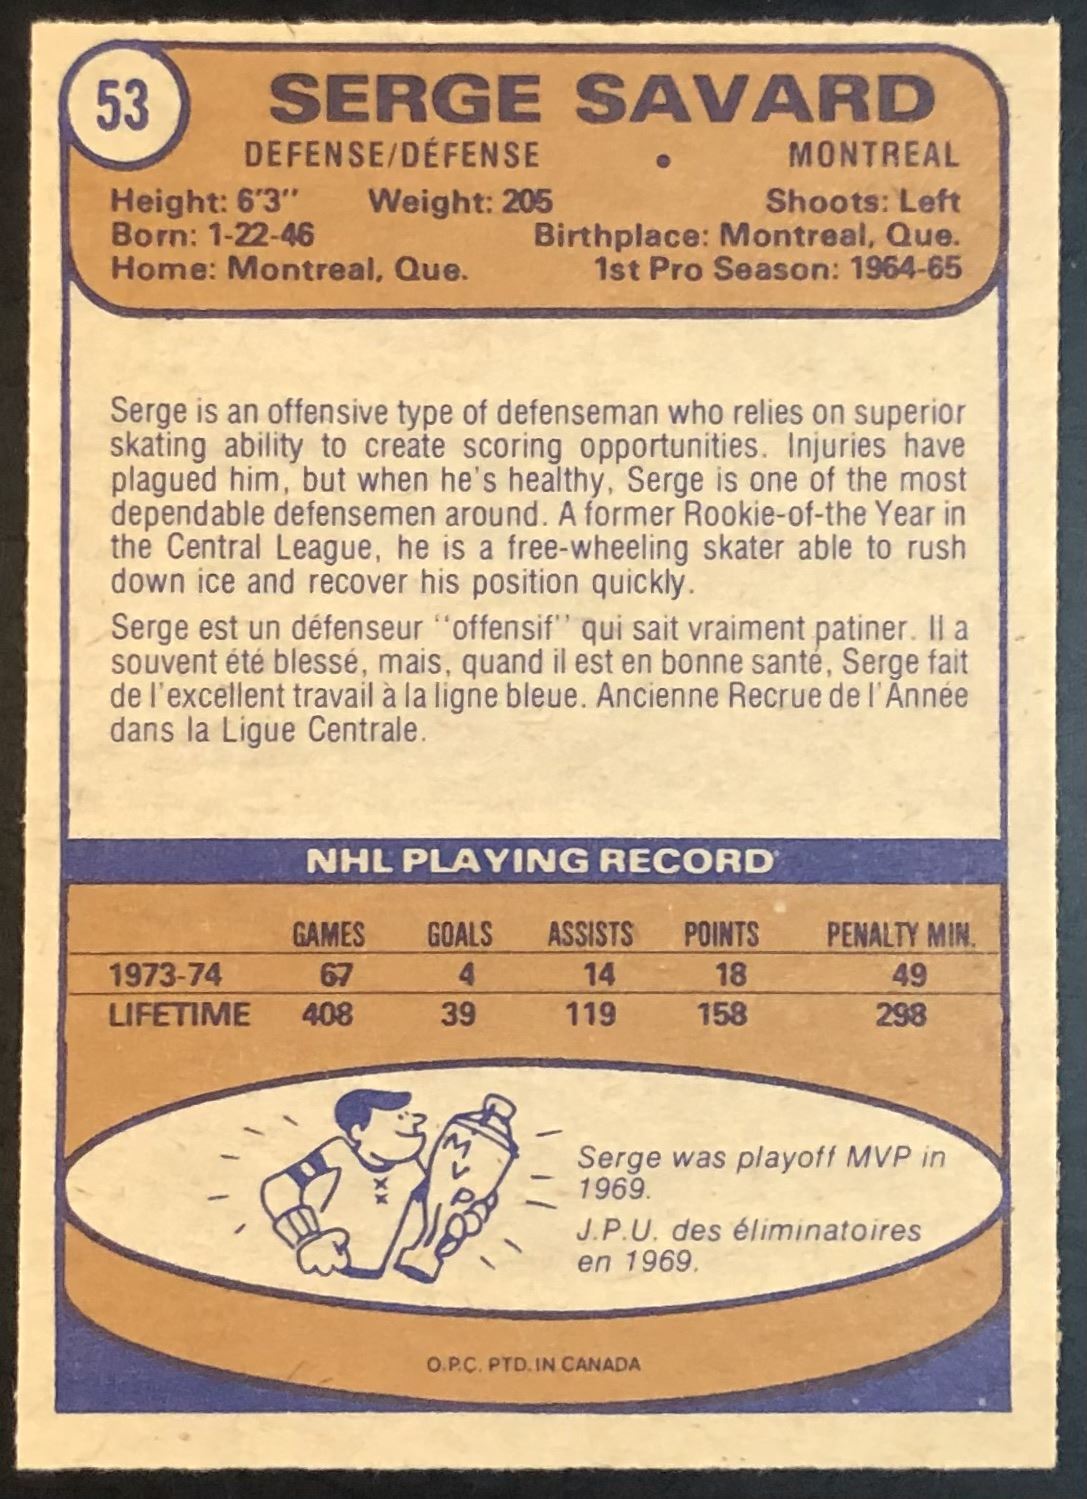 53
SERGE SAVARD
DEFENSE/DÉFENSE • MONTREAL
Height: 6'3" Weight: 205 Shoots: Left
Born: 1-22-46 Birthplace: Montreal, Que.
Home: Montreal, Que. 1st Pro Season: 1964-65
Serge is an offensive type of defenseman who relies on superior
skating ability to create scoring opportunities. Injuries have
plagued him, but when he's healthy, Serge is one of the most
dependable defensemen around. A former Rookie-of-the Year in
the Central League, he is a free-wheeling skater able to rush
down ice and recover his position quickly.
Serge est un défenseur "offensif" qui sait vraiment patiner. Il a
souvent été blessé, mais, quand il est en bonne santé, Serge fait
de l'excellent travail à la ligne bleue. Ancienne Recrue de l'Année
dans la Ligue Centrale.
NHL PLAYING RECORD
GAMES GOALS ASSISTS POINTS PENALTY MIN.
1973-74 67 4 14 18 49
LIFETIME 408 39 119 158 298
MVP
Serge was playoff MVP in
1969.
J.P.U. des éliminatoires
en 1969.
O.P.C. PTD. IN CANADA